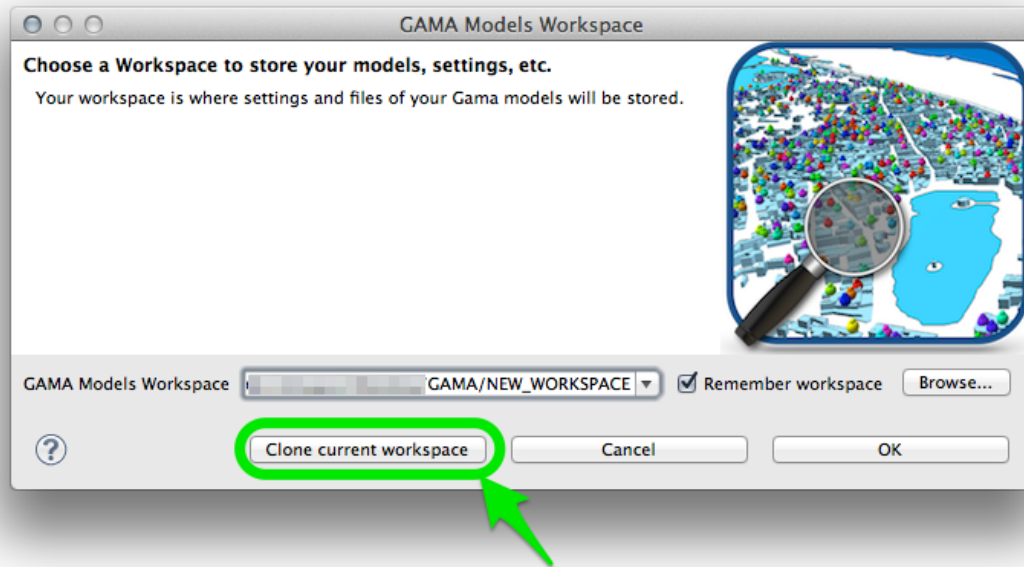 GAMA Models Workspace
Choose a Workspace to store your models, settings, etc.
Your workspace is where settings and files of your Gama models will be stored.
GAMA Models Workspace /GAMA/NEW_WORKSPACE Remember workspace Browse...
? Clone current workspace Cancel OK